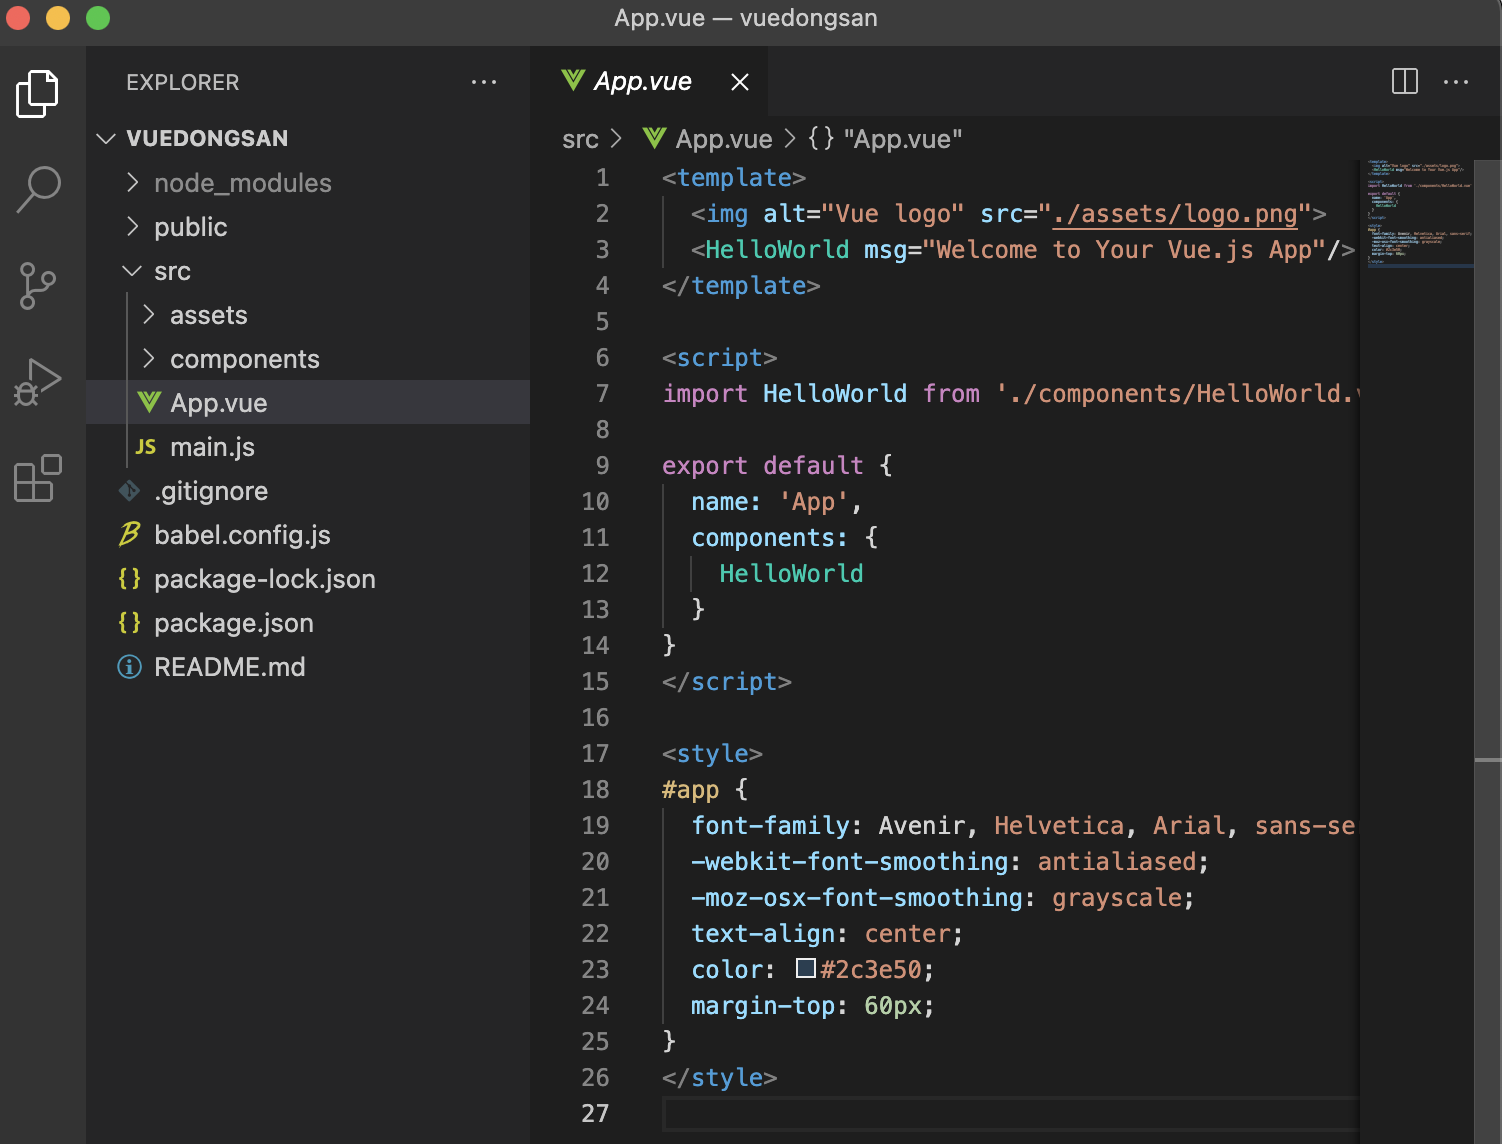 App.vue — vuedongsan
EXPLORER
VUEDONGSAN
node_modules
public
src
assets
components
App.vue
JS main.js
.gitignore
babel.config.js
{} package-lock.json
{} package.json
README.md
App.vue
src > App.vue > {} "App.vue"
1 <template>
2 <img alt="Vue logo" src="./assets/logo.png">
3 <HelloWorld msg="Welcome to Your Vue.js App"/>
4 </template>
5
6 <script>
7 import HelloWorld from './components/HelloWorld.
8
9 export default {
10 name: 'App',
11 components: {
12 HelloWorld
13 }
14 }
15 </script>
16
17 <style>
18 #app {
19 font-family: Avenir, Helvetica, Arial, sans-se
20 -webkit-font-smoothing: antialiased;
21 -moz-osx-font-smoothing: grayscale;
22 text-align: center;
23 color: #2c3e50;
24 margin-top: 60px;
25 }
26 </style>
27